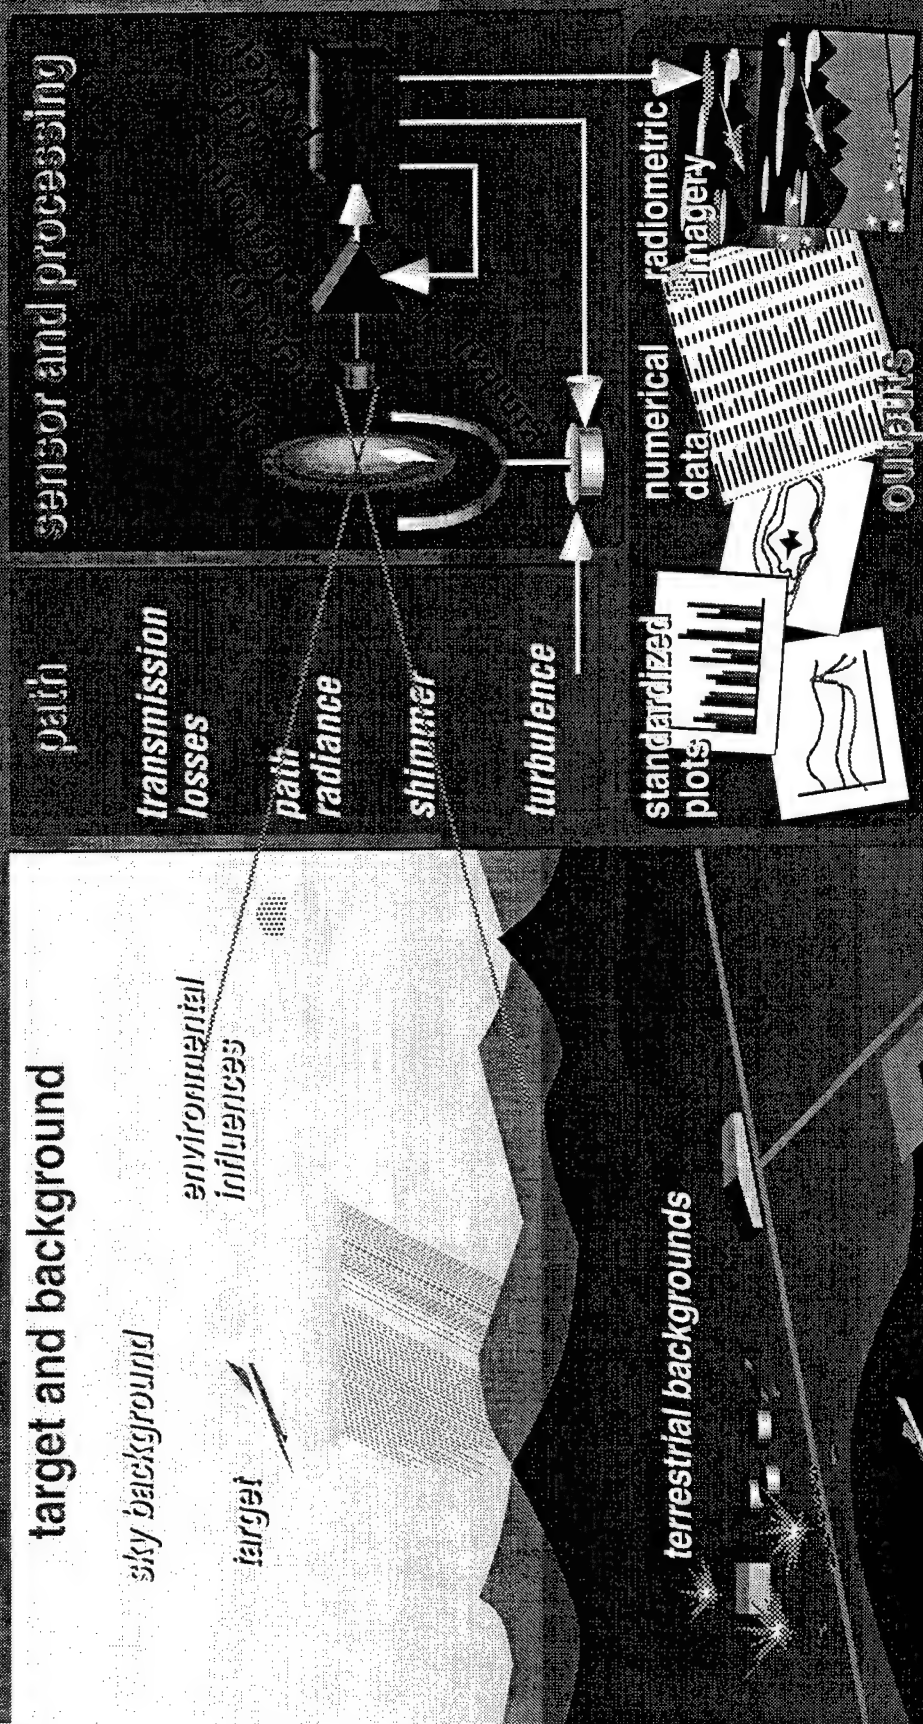 target and background
sky background
environmental
influences
target
terrestrial backgrounds
path
transmission
losses
path
radiance
shimmer
turbulence
sensor and processing
standardized
plots
numerical
data
radiometric
imagery
outputs